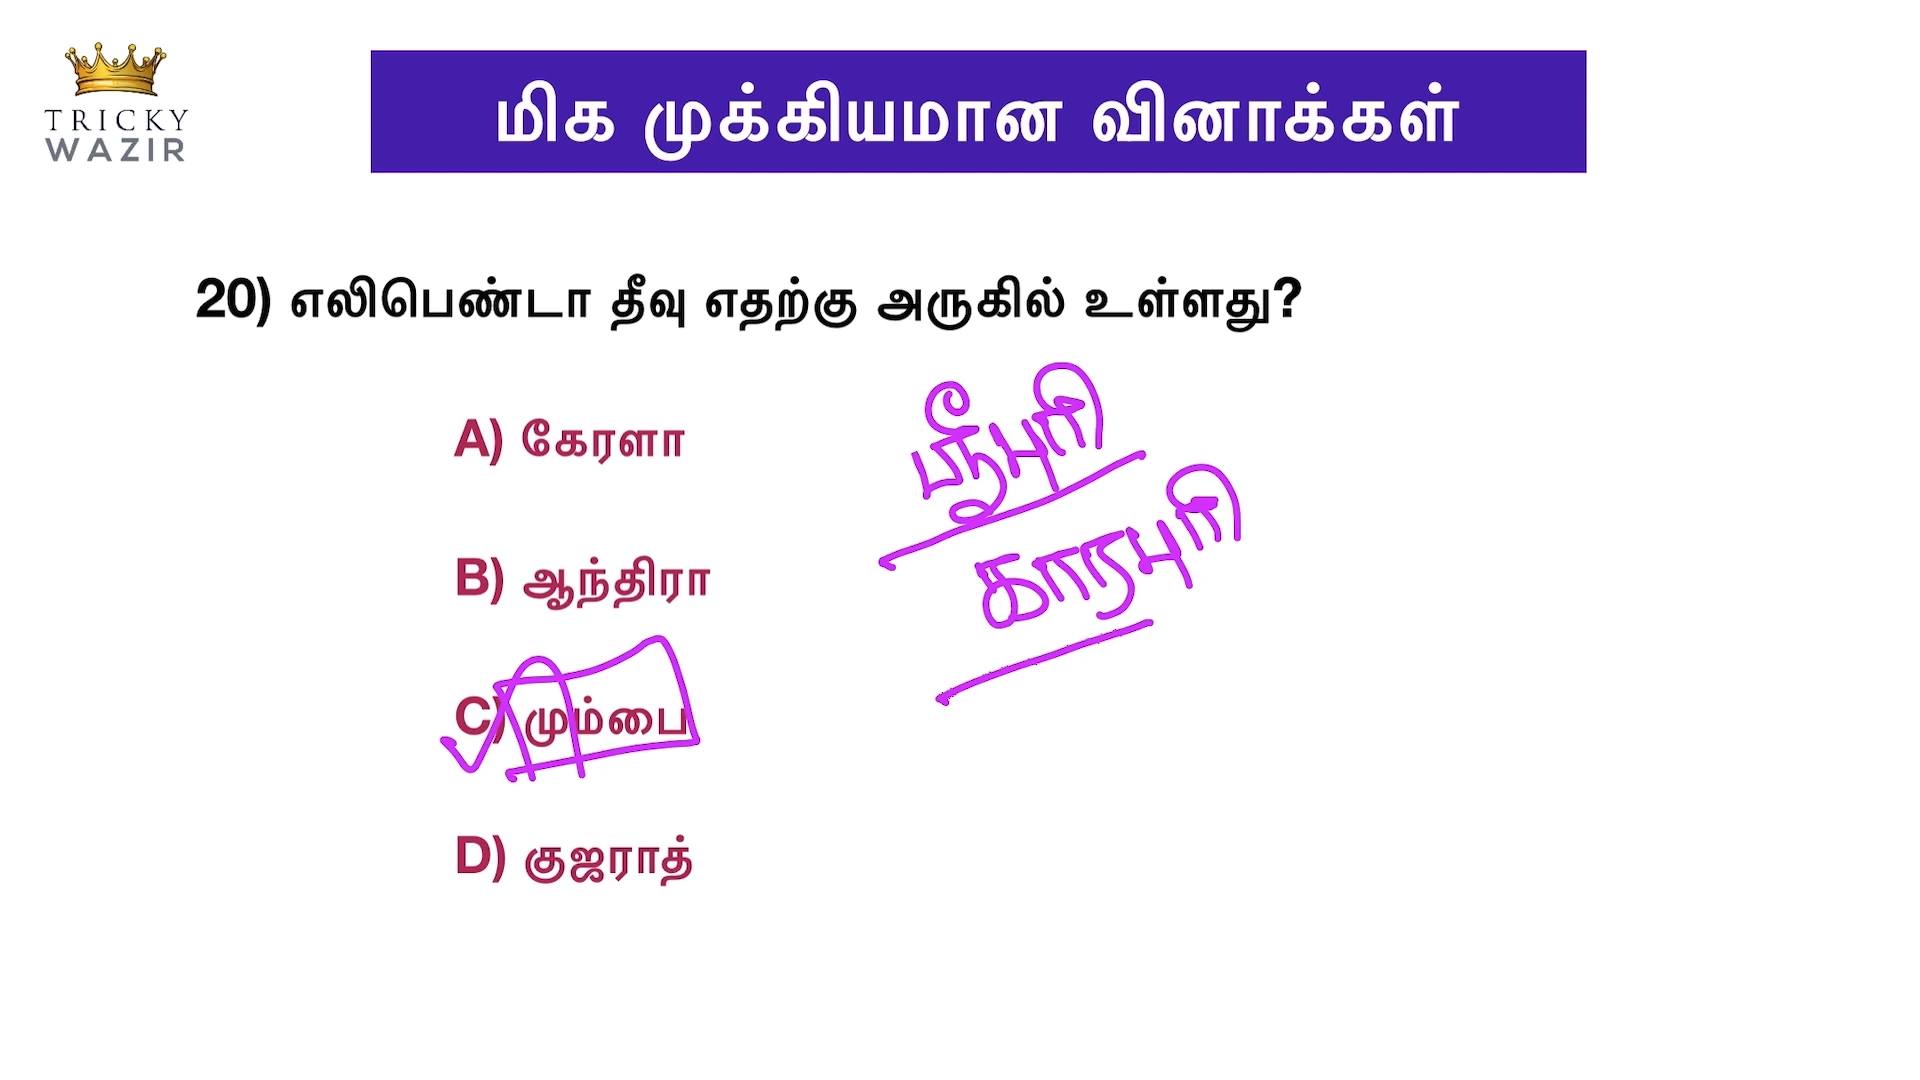 TRICKY
WAZIR
மிக முக்கியமான வினாக்கள்
20) எலிபெண்டா தீவு எதற்கு அருகில் உள்ளது?
A) கேரளா
ஸ்ரீபுரி
காரபுரி
B) ஆந்திரா
C) மும்பை
D) குஜராத்